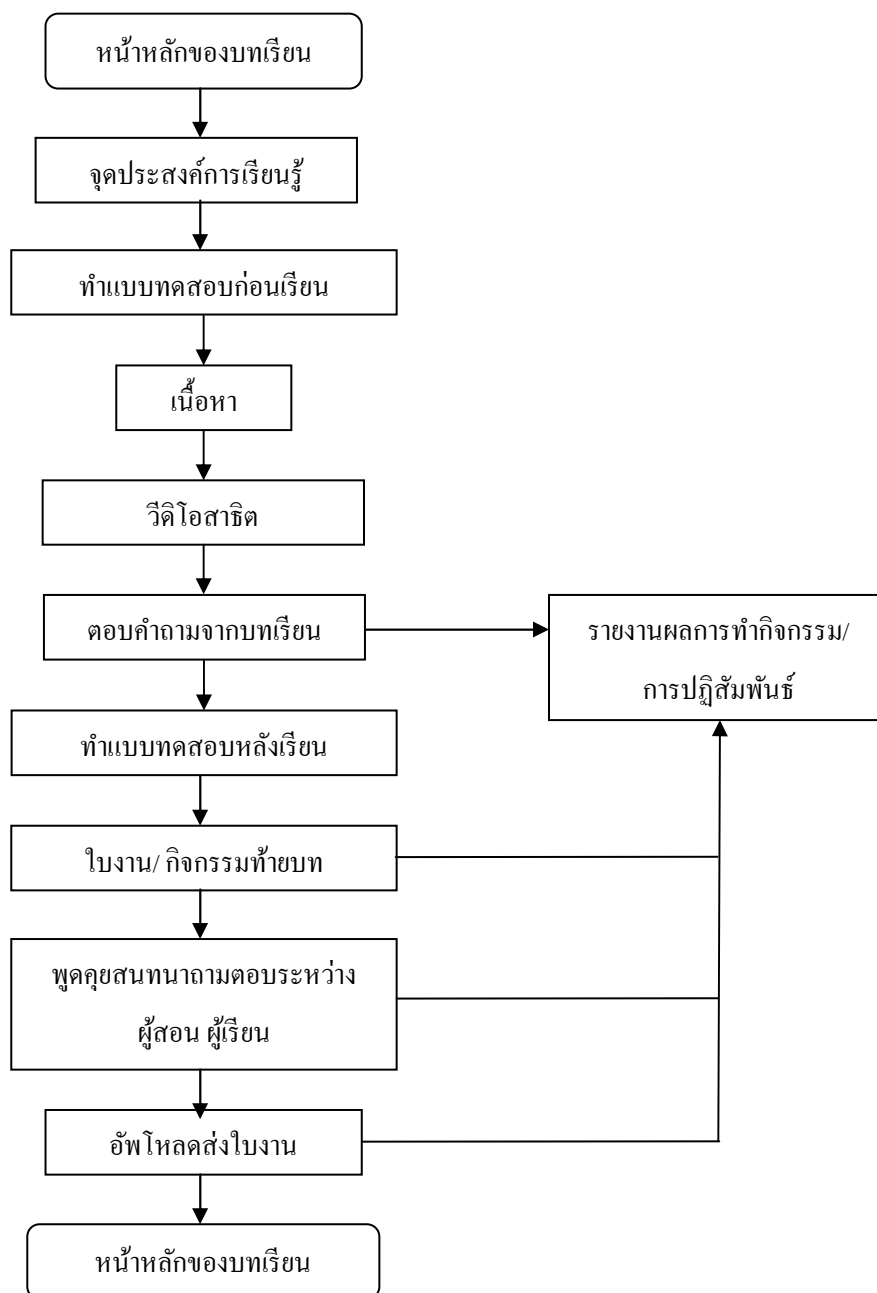 หน้าหลักของบทเรียน
จุดประสงค์การเรียนรู้
ทำแบบทดสอบก่อนเรียน
เนื้อหา
วีดิโอสาธิต
ตอบคำถามจากบทเรียน
รายงานผลการทำกิจกรรม/
การปฏิสัมพันธ์
ทำแบบทดสอบหลังเรียน
ใบงาน/ กิจกรรมท้ายบท
พูดคุยสนทนาถามตอบระหว่าง
ผู้สอน ผู้เรียน
อัพโหลดส่งใบงาน
หน้าหลักของบทเรียน